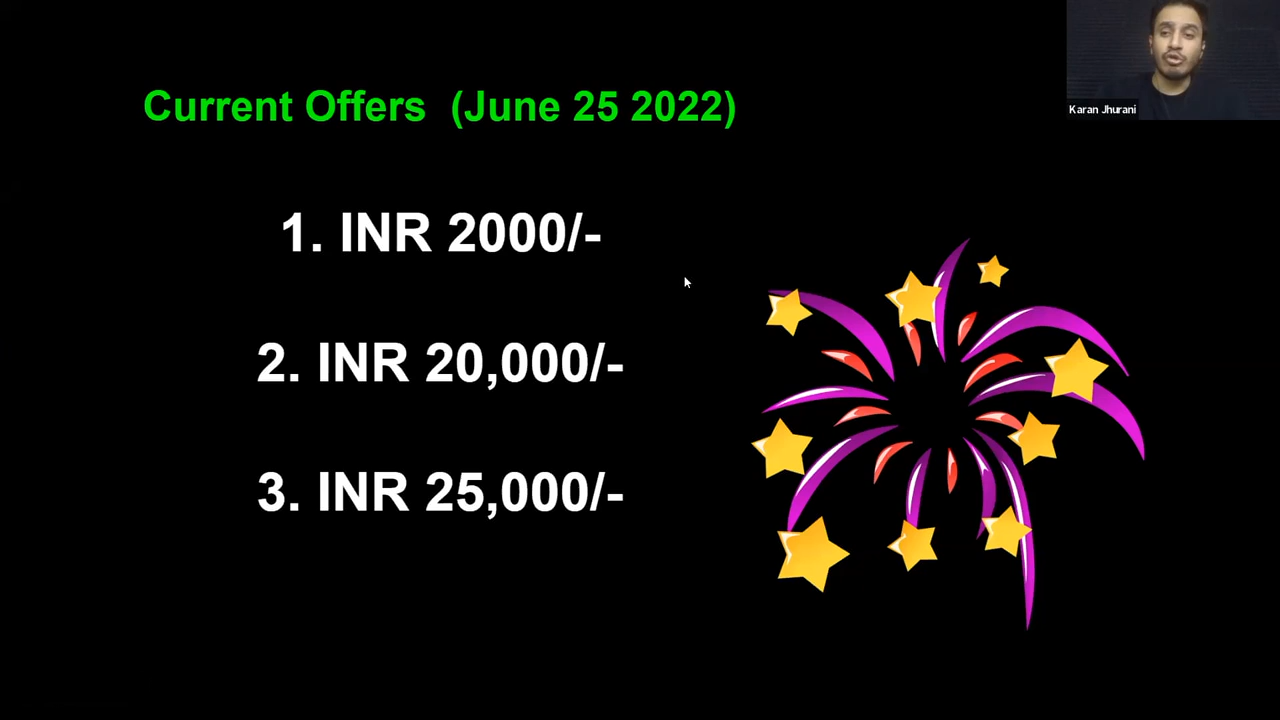 Current Offers (June 25 2022)
1. INR 2000/-
2. INR 20,000/-
3. INR 25,000/-
Karan Jhurani